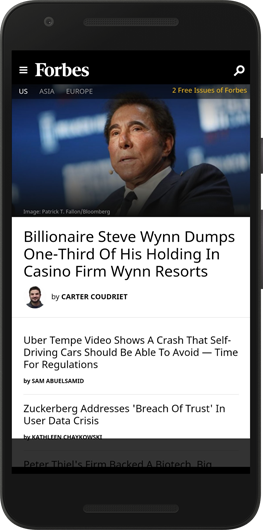 Forbes
US ASIA EUROPE
2 Free Issues of Forbes
Image: Patrick T. Fallon/Bloomberg
Billionaire Steve Wynn Dumps
One-Third Of His Holding In
Casino Firm Wynn Resorts
by CARTER COUDRIET
Uber Tempe Video Shows A Crash That Self-
Driving Cars Should Be Able To Avoid — Time
For Regulations
by SAM ABUELSAMID
Zuckerberg Addresses 'Breach Of Trust' In
User Data Crisis
by KATHLEEN CHAYKOWSKI
Peter Thiel's Firm Backed A Biotech. Big